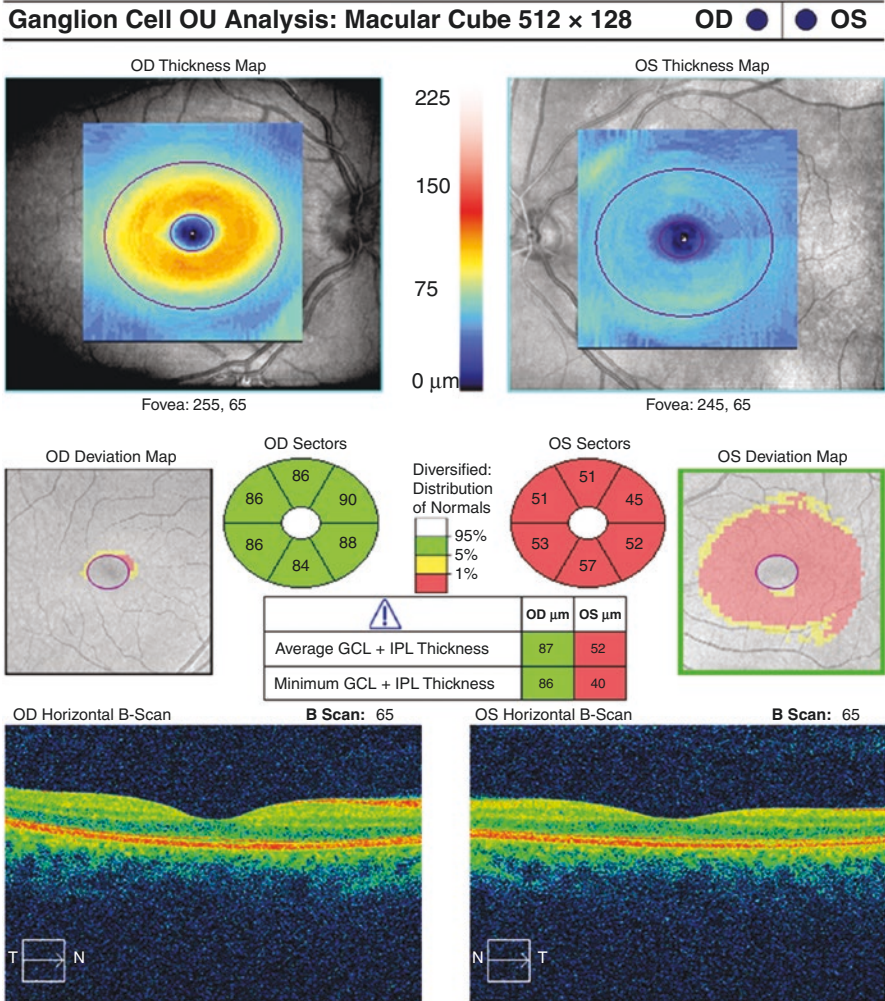 Ganglion Cell OU Analysis: Macular Cube 512 × 128 OD OS
OD Thickness Map
OS Thickness Map
225
150
75
0 μm
Fovea: 255, 65
Fovea: 245, 65
OD Deviation Map
OD Sectors
86
86
90
86
88
84
Diversified:
Distribution
of Normals
95%
5%
1%
OS Sectors
51
51
45
53
52
57
OS Deviation Map
OD μm OS μm
Average GCL + IPL Thickness 87 52
Minimum GCL + IPL Thickness 86 40
OD Horizontal B-Scan B Scan: 65
OS Horizontal B-Scan B Scan: 65
T N
N T